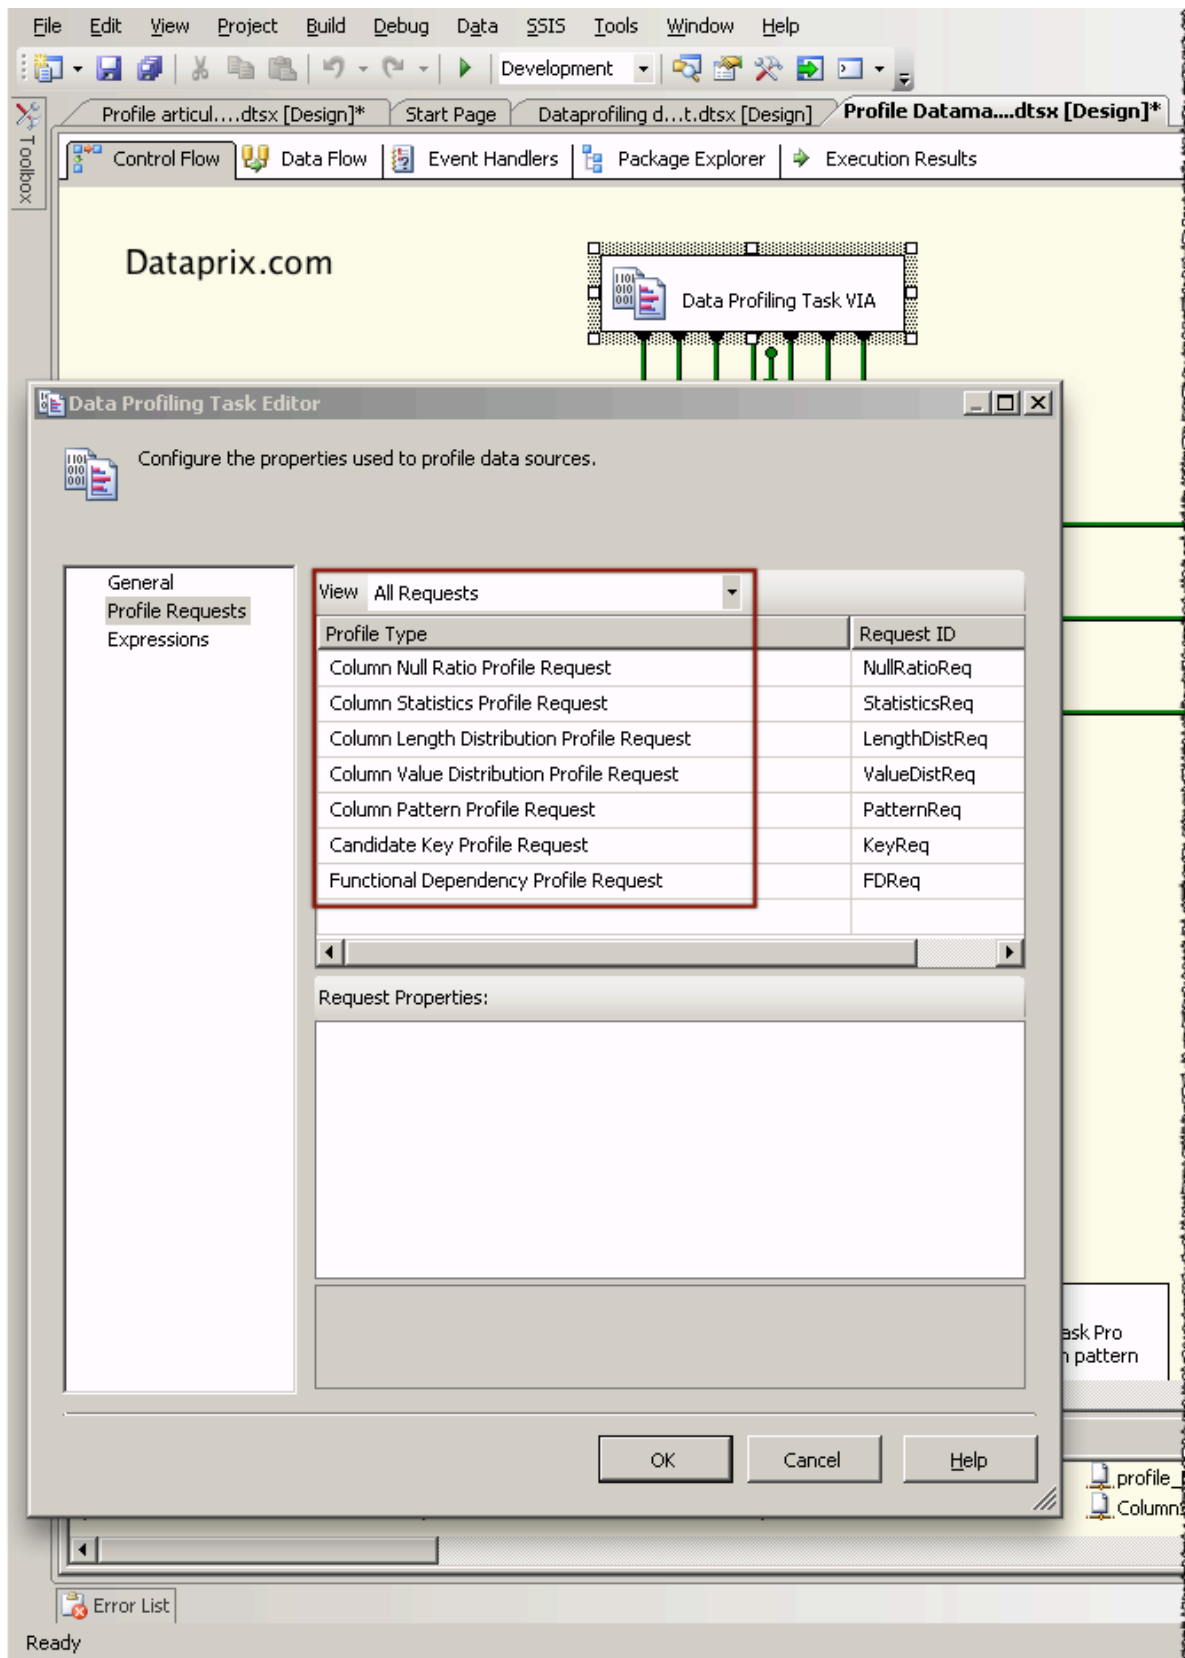 File Edit View Project Build Debug Data SSIS Tools Window Help
Development
Profile articul....dtsx [Design]* Start Page Dataprofiling d...t.dtsx [Design] Profile Datama....dtsx [Design]*
Toolbox
Control Flow Data Flow Event Handlers Package Explorer Execution Results
Dataprix.com
Data Profiling Task VIA
Data Profiling Task Editor
Configure the properties used to profile data sources.
General
Profile Requests
Expressions
View All Requests
Profile Type Request ID
Column Null Ratio Profile Request NullRatioReq
Column Statistics Profile Request StatisticsReq
Column Length Distribution Profile Request LengthDistReq
Column Value Distribution Profile Request ValueDistReq
Column Pattern Profile Request PatternReq
Candidate Key Profile Request KeyReq
Functional Dependency Profile Request FDReq
Request Properties:
ask Pro
n pattern
OK Cancel Help
profile_
Column
Error List
Ready